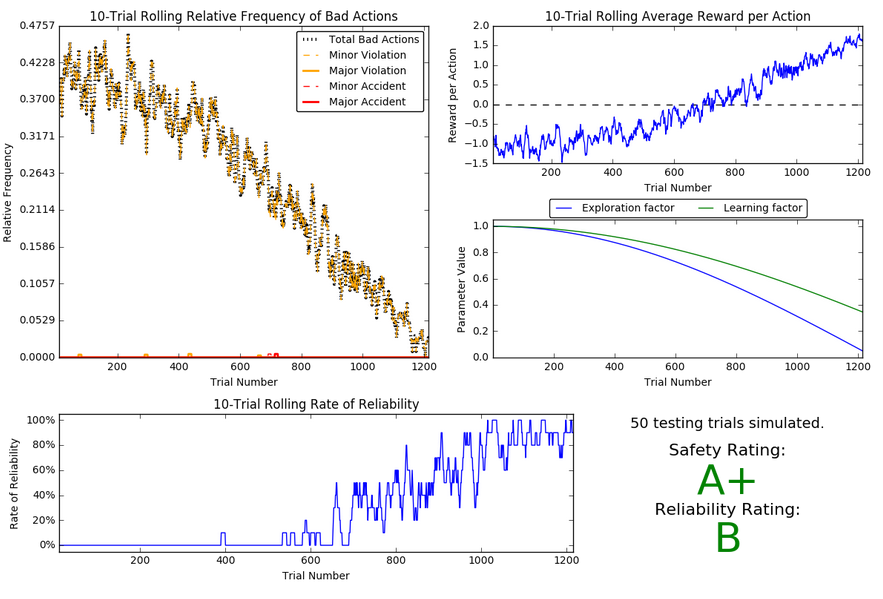 10-Trial Rolling Relative Frequency of Bad Actions
0.4757
0.4228
0.3700
0.3171
0.2643
0.2114
0.1586
0.1057
0.0529
0.0000
Relative Frequency
Total Bad Actions
Minor Violation
Major Violation
Minor Accident
Major Accident
200 400 600 800 1000 1200
Trial Number
10-Trial Rolling Average Reward per Action
2.0
1.5
1.0
0.5
0.0
−0.5
−1.0
−1.5
Reward per Action
200 400 600 800 1000 1200
Trial Number
Exploration factor Learning factor
1.0
0.8
0.6
0.4
0.2
0.0
Parameter Value
200 400 600 800 1000 1200
Trial Number
10-Trial Rolling Rate of Reliability
100%
80%
60%
40%
20%
0%
Rate of Reliability
200 400 600 800 1000 1200
Trial Number
50 testing trials simulated.
Safety Rating:
A+
Reliability Rating:
B